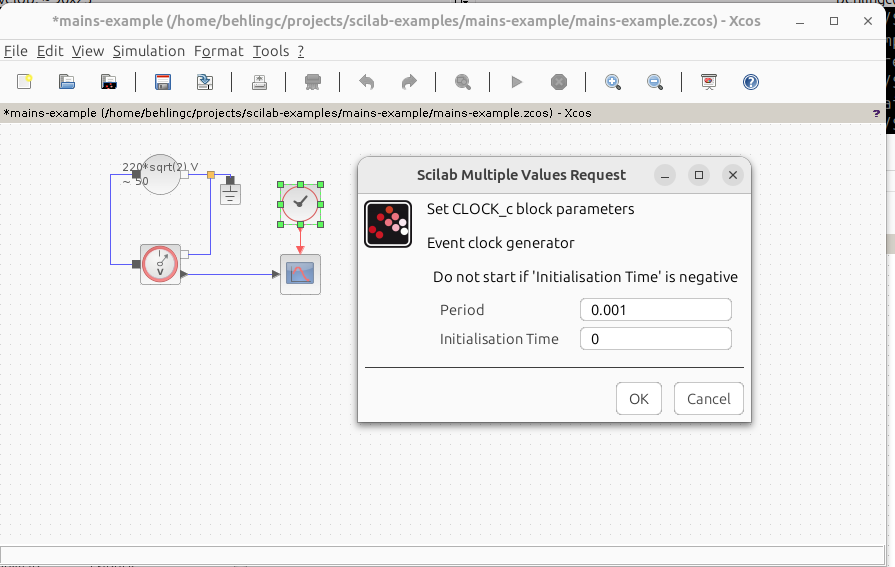 *mains-example (/home/behlingc/projects/scilab-examples/mains-example/mains-example.zcos) - Xcos
File Edit View Simulation Format Tools ?
*mains-example (/home/behlingc/projects/scilab-examples/mains-example/mains-example.zcos) - Xcos
?
220*sqrt(2) V
~ 50
V
Scilab Multiple Values Request
Set CLOCK_c block parameters
Event clock generator
Do not start if 'Initialisation Time' is negative
Period 0.001
Initialisation Time 0
OK Cancel